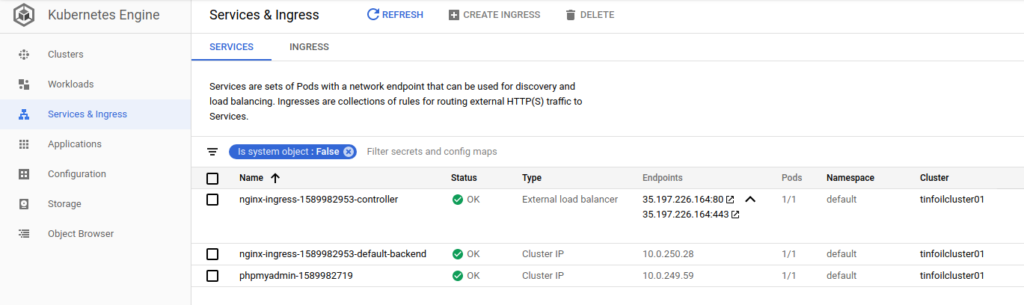 Kubernetes Engine
Services & Ingress
REFRESH
CREATE INGRESS
DELETE
Clusters
Workloads
Services & Ingress
Applications
Configuration
Storage
Object Browser
SERVICES
INGRESS
Services are sets of Pods with a network endpoint that can be used for discovery and
load balancing. Ingresses are collections of rules for routing external HTTP(S) traffic to
Services.
Is system object : False
Filter secrets and config maps
Name Status Type Endpoints Pods Namespace Cluster
nginx-ingress-1589982953-controller OK External load balancer 35.197.226.164:80 1/1 default tinfoilcluster01
35.197.226.164:443
nginx-ingress-1589982953-default-backend OK Cluster IP 10.0.250.28 1/1 default tinfoilcluster01
phpmyadmin-1589982719 OK Cluster IP 10.0.249.59 1/1 default tinfoilcluster01